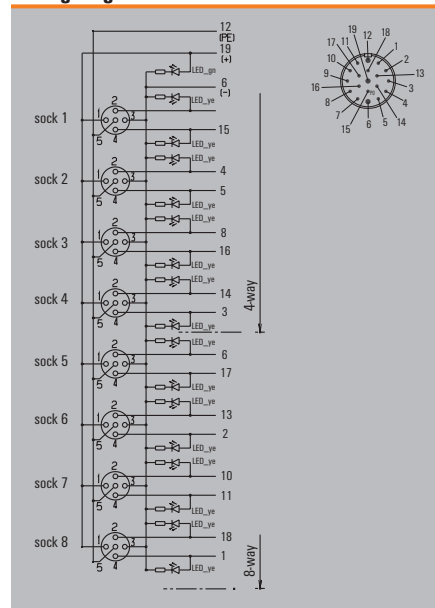 12
(PE)
19
(+)
LED_gn
6
(–)
LED_ye
sock 1
2
1
3
5
4
15
LED_ye
LED_ye
4
sock 2
2
1
3
5
4
5
LED_ye
LED_ye
8
sock 3
2
1
3
5
4
16
LED_ye
LED_ye
14
sock 4
2
1
3
5
4
3
LED_ye
4-way
LED_ye
6
sock 5
2
1
3
5
4
17
LED_ye
LED_ye
13
sock 6
2
1
3
5
4
2
LED_ye
LED_ye
10
sock 7
2
1
3
5
4
11
LED_ye
LED_ye
18
sock 8
2
1
3
5
4
1
LED_ye
8-way
19
12
18
11
17
1
10
2
9
13
16
3
8
4
7
14
15
6
5
PE